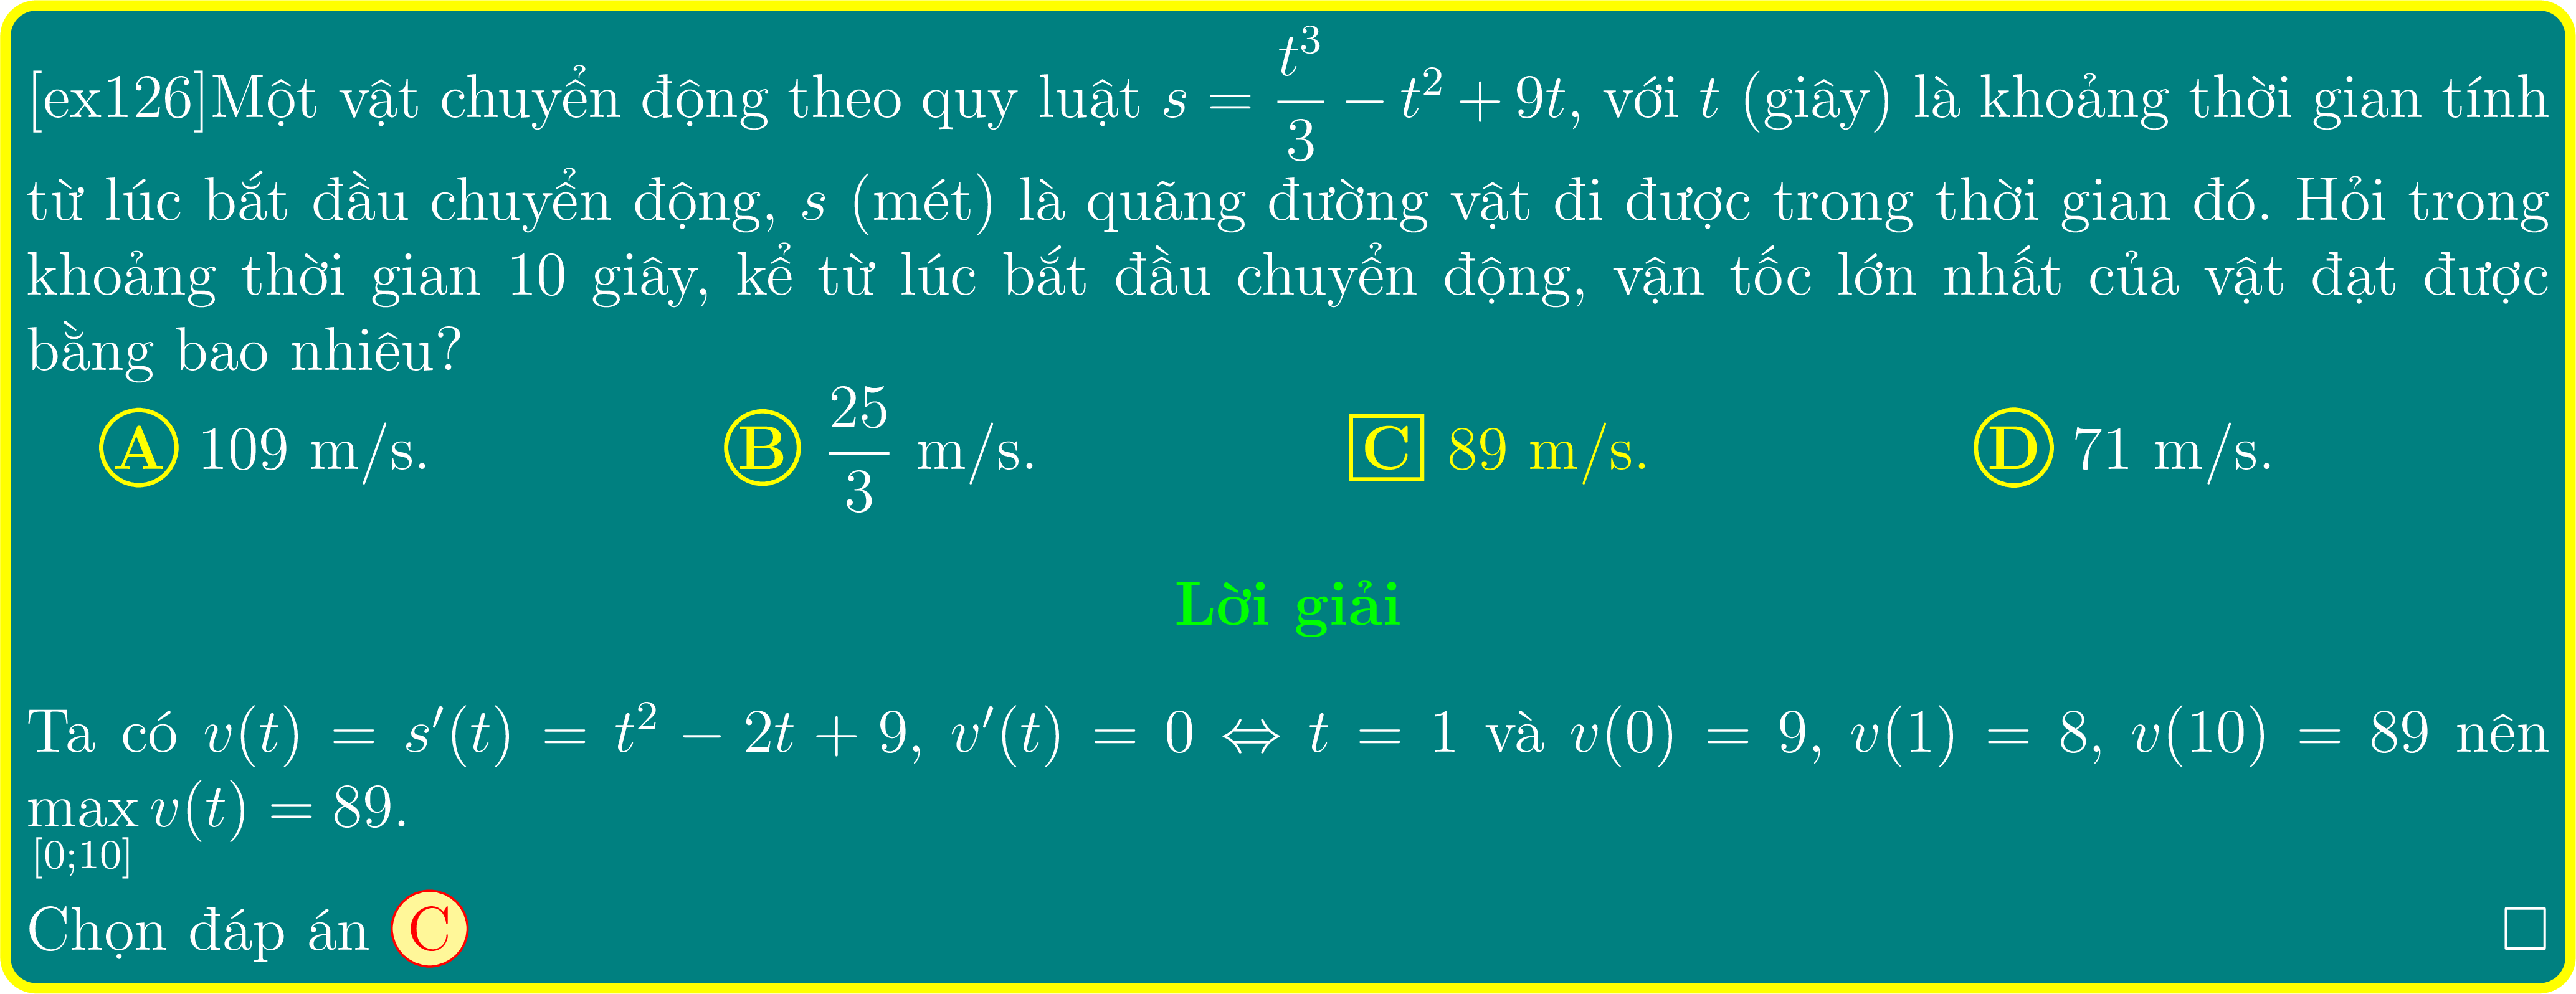 [ex126]Một vật chuyển động theo quy luật $s = \dfrac{t^3}{3} - t^2 + 9t$, với $t$ (giây) là khoảng thời gian tính
từ lúc bắt đầu chuyển động, $s$ (mét) là quãng đường vật đi được trong thời gian đó. Hỏi trong
khoảng thời gian 10 giây, kể từ lúc bắt đầu chuyển động, vận tốc lớn nhất của vật đạt được
bằng bao nhiêu?
A 109 m/s. B $\dfrac{25}{3}$ m/s. C 89 m/s. D 71 m/s.
Lời giải
Ta có $v(t) = s'(t) = t^2 - 2t + 9$, $v'(t) = 0 \Leftrightarrow t = 1$ và $v(0) = 9$, $v(1) = 8$, $v(10) = 89$ nên
$\max\limits_{[0;10]} v(t) = 89$.
Chọn đáp án C □